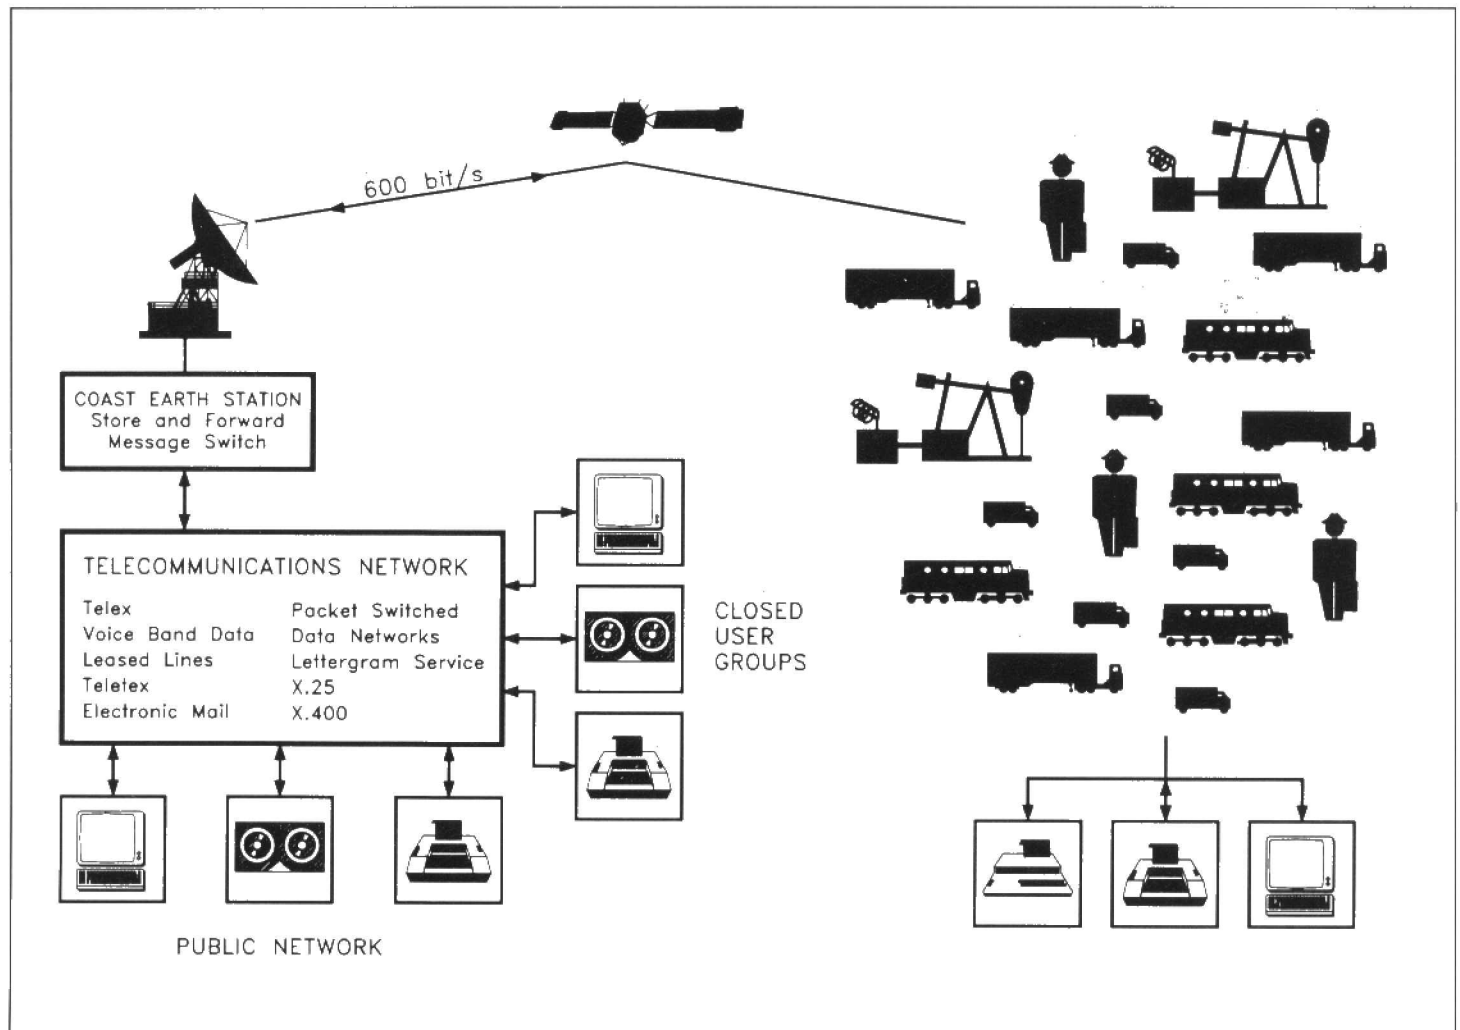 600 bit/s
COAST EARTH STATION
Store and Forward
Message Switch
TELECOMMUNICATIONS NETWORK
Telex
Voice Band Data
Leased Lines
Teletex
Electronic Mail
Packet Switched
Data Networks
Lettergram Service
X.25
X.400
CLOSED
USER
GROUPS
PUBLIC NETWORK